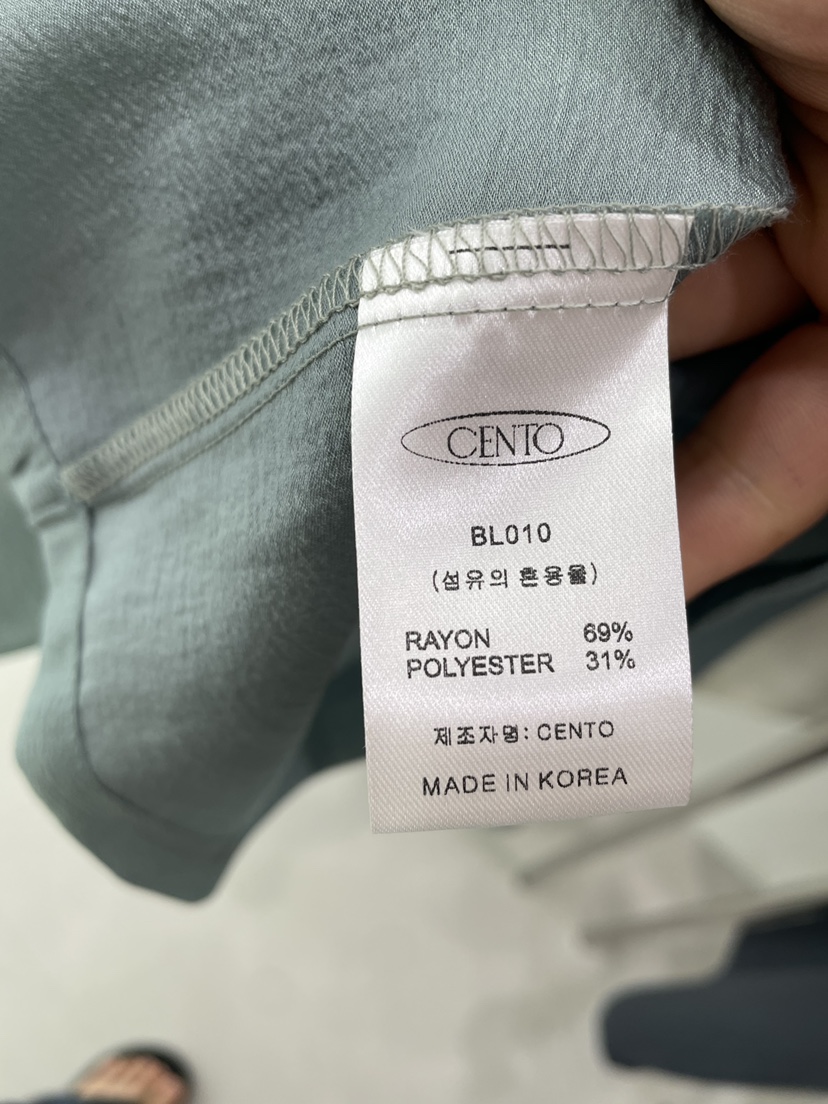 CENTO
BL010
(섬유의 혼용율)
RAYON 69%
POLYESTER 31%
제조자명: CENTO
MADE IN KOREA